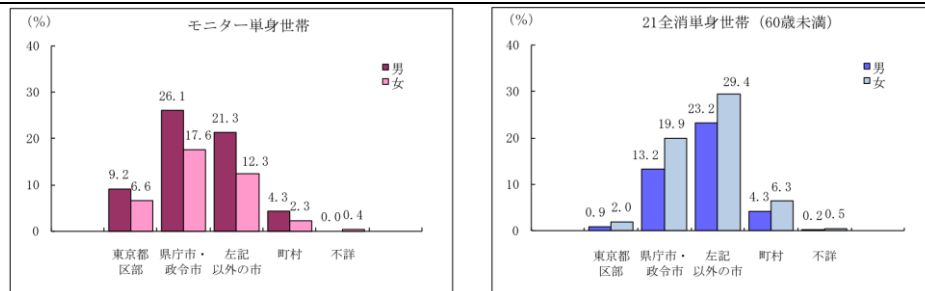 モニター単身世帯
(%)
40
30
20
10
0
男
女
9.2
6.6
26.1
17.6
21.3
12.3
4.3
2.3
0.0
0.4
東京都
区部
県庁市・
政令市
左記
以外の市
町村
不詳
21全消単身世帯（60歳未満）
(%)
40
30
20
10
0
男
女
0.9
2.0
13.2
19.9
23.2
29.4
4.3
6.3
0.2
0.5
東京都
区部
県庁市・
政令市
左記
以外の市
町村
不詳